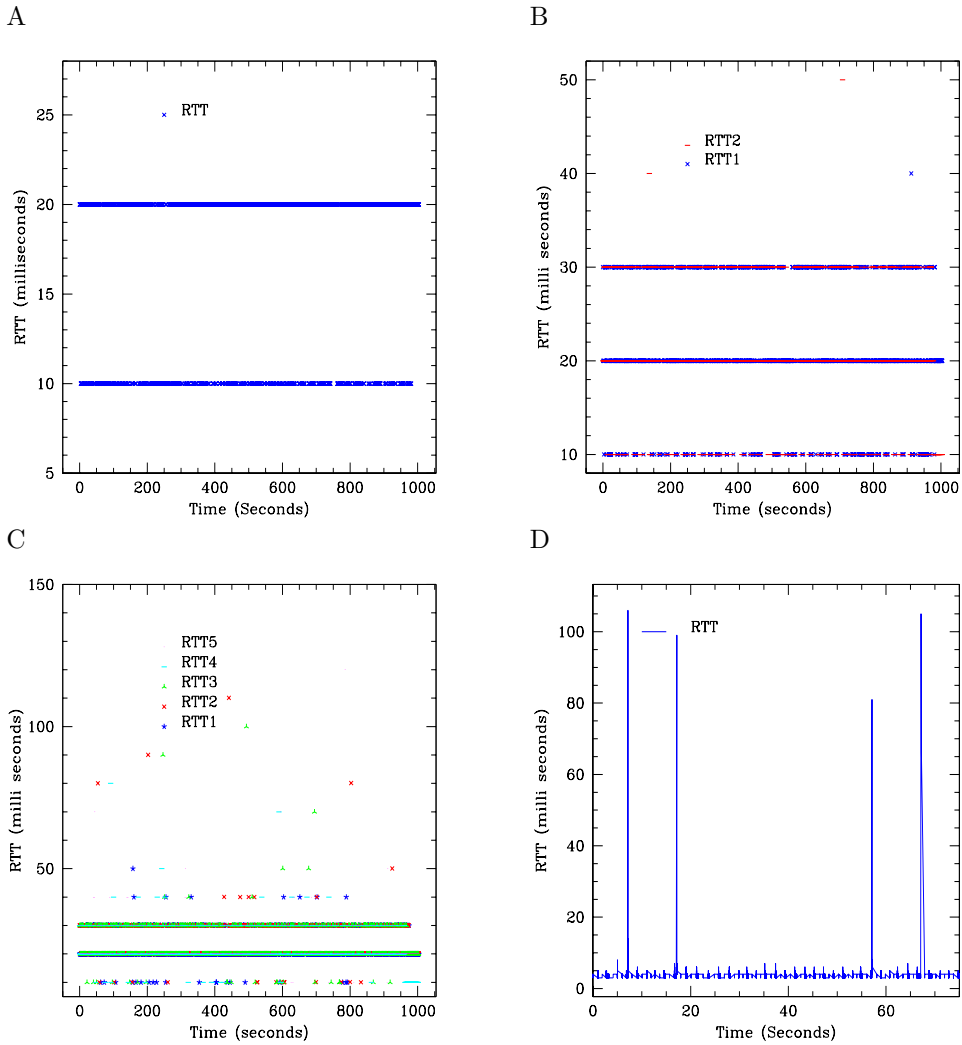 A
RTT
RTT (milliseconds)
25
20
15
10
5
0 200 400 600 800 1000
Time (Seconds)
B
RTT2
RTT1
RTT (milli seconds)
50
40
30
20
10
0 200 400 600 800 1000
Time (seconds)
C
RTT5
RTT4
RTT3
RTT2
RTT1
RTT (milli seconds)
150
100
50
0 200 400 600 800 1000
Time (seconds)
D
RTT
RTT (milli seconds)
100
80
60
40
20
0
0 20 40 60
Time (Seconds)